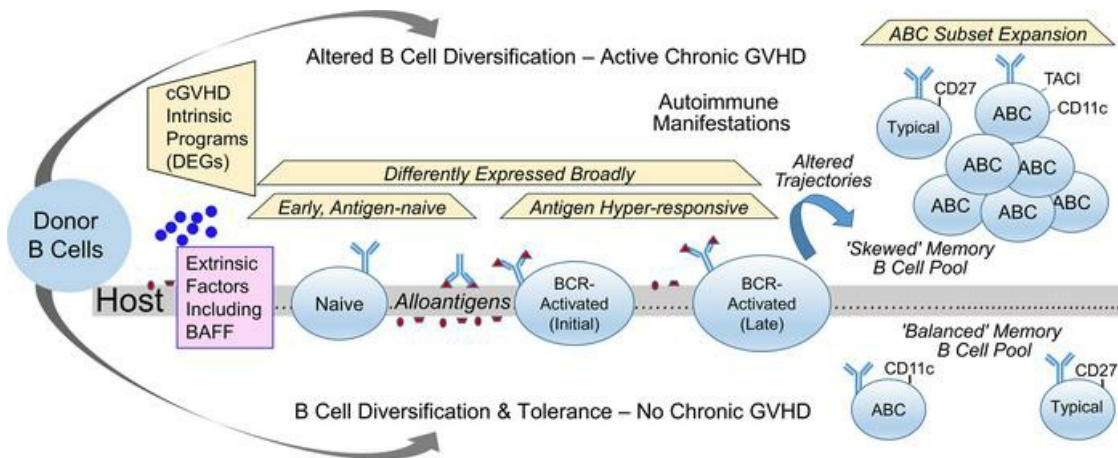 Altered B Cell Diversification – Active Chronic GVHD
ABC Subset Expansion
cGVHD
Intrinsic
Programs
(DEGs)
Autoimmune
Manifestations
CD27
Typical
TACI
CD11c
ABC
ABC
ABC
ABC
ABC
ABC
Differently Expressed Broadly
Early, Antigen-naive
Antigen Hyper-responsive
Altered
Trajectories
'Skewed' Memory
B Cell Pool
Donor
B Cells
Host
Extrinsic
Factors
Including
BAFF
Naive
Alloantigens
BCR-
Activated
(Initial)
BCR-
Activated
(Late)
'Balanced' Memory
B Cell Pool
CD11c
ABC
CD27
Typical
B Cell Diversification & Tolerance – No Chronic GVHD